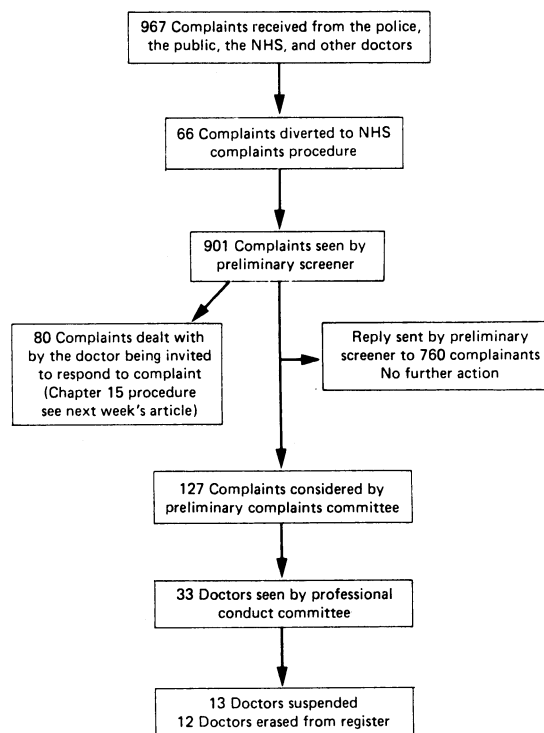 967 Complaints received from the police,
the public, the NHS, and other doctors
66 Complaints diverted to NHS
complaints procedure
901 Complaints seen by
preliminary screener
80 Complaints dealt with
by the doctor being invited
to respond to complaint
(Chapter 15 procedure
see next week's article)
Reply sent by preliminary
screener to 760 complainants
No further action
127 Complaints considered by
preliminary complaints committee
33 Doctors seen by professional
conduct committee
13 Doctors suspended
12 Doctors erased from register